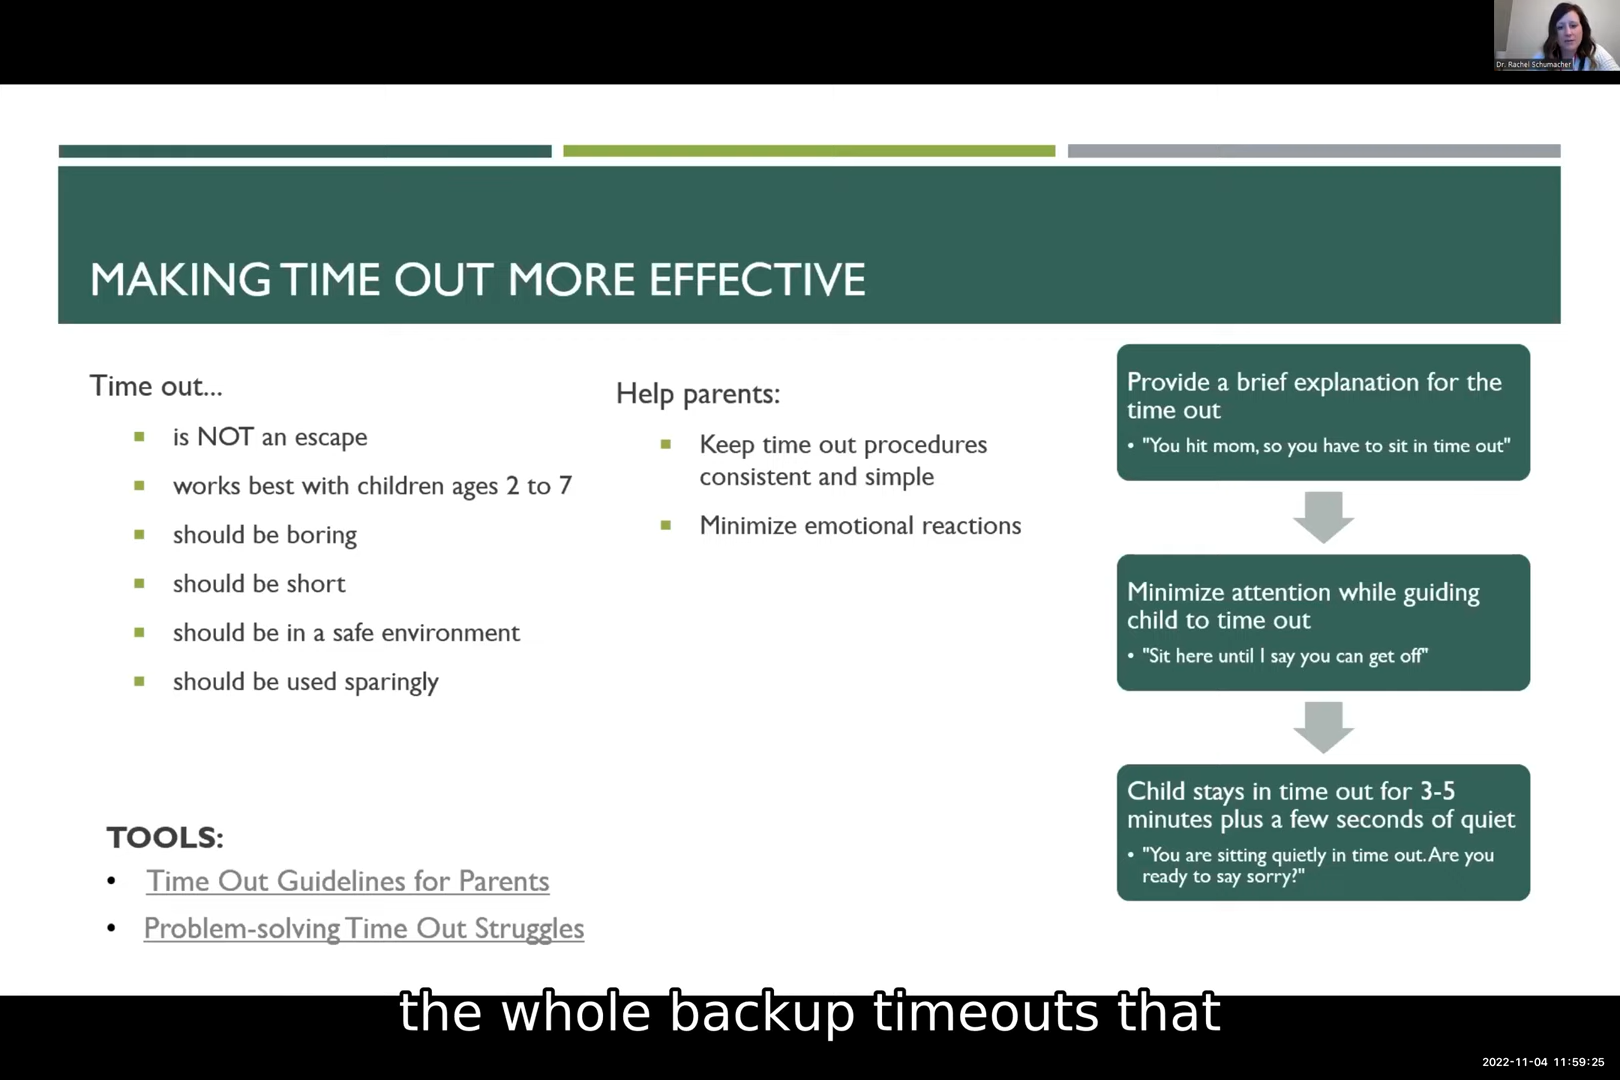 Dr. Rachel Schumacher
MAKING TIME OUT MORE EFFECTIVE
Time out...
is NOT an escape
works best with children ages 2 to 7
should be boring
should be short
should be in a safe environment
should be used sparingly
Help parents:
Keep time out procedures
consistent and simple
Minimize emotional reactions
Provide a brief explanation for the
time out
• "You hit mom, so you have to sit in time out"
Minimize attention while guiding
child to time out
• "Sit here until I say you can get off"
Child stays in time out for 3-5
minutes plus a few seconds of quiet
• "You are sitting quietly in time out. Are you
ready to say sorry?"
TOOLS:
• Time Out Guidelines for Parents
• Problem-solving Time Out Struggles
the whole backup timeouts that
2022-11-04 11:59:25